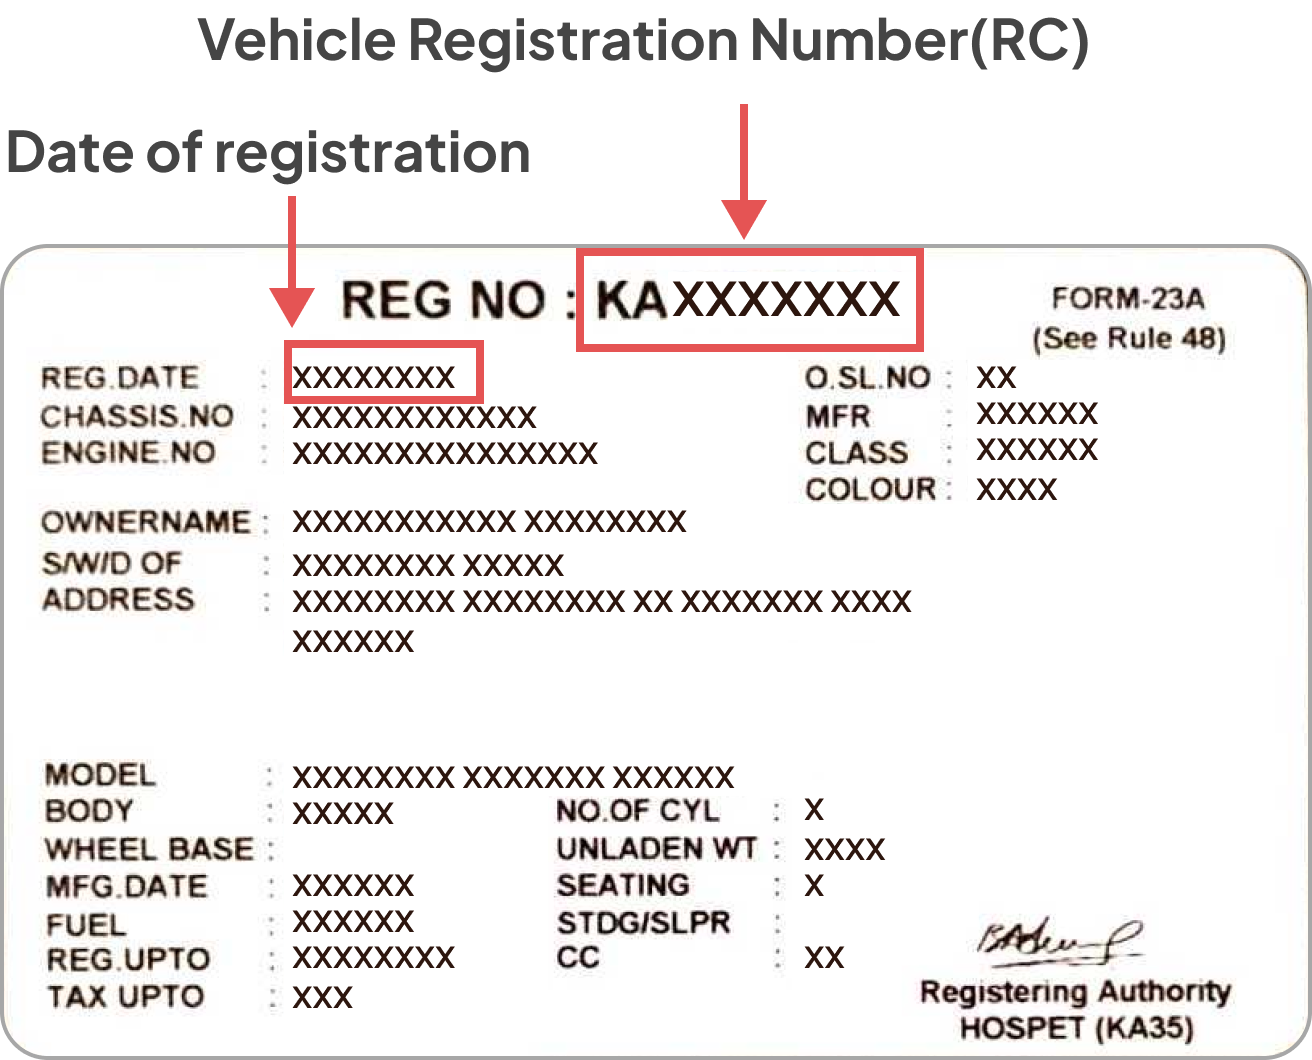 Vehicle Registration Number(RC)
Date of registration
REG NO : KAXXXXXXX
FORM-23A
(See Rule 48)
REG.DATE : XXXXXXXX
CHASSIS.NO : XXXXXXXXXXXX
ENGINE.NO : XXXXXXXXXXXXXXX
O.SL.NO : XX
MFR : XXXXXX
CLASS : XXXXXX
COLOUR : XXXX
OWNERNAME : XXXXXXXXXXX XXXXXXXX
S/W/D OF : XXXXXXXX XXXXX
ADDRESS : XXXXXXXX XXXXXXXX XX XXXXXXX XXXX
XXXXXX
MODEL : XXXXXXXX XXXXXXX XXXXXX
BODY : XXXXX
WHEEL BASE :
MFG.DATE : XXXXXX
FUEL : XXXXXX
REG.UPTO : XXXXXXXX
TAX UPTO : XXX
NO.OF CYL : X
UNLADEN WT : XXXX
SEATING : X
STDG/SLPR :
CC : XX
Registering Authority
HOSPET (KA35)